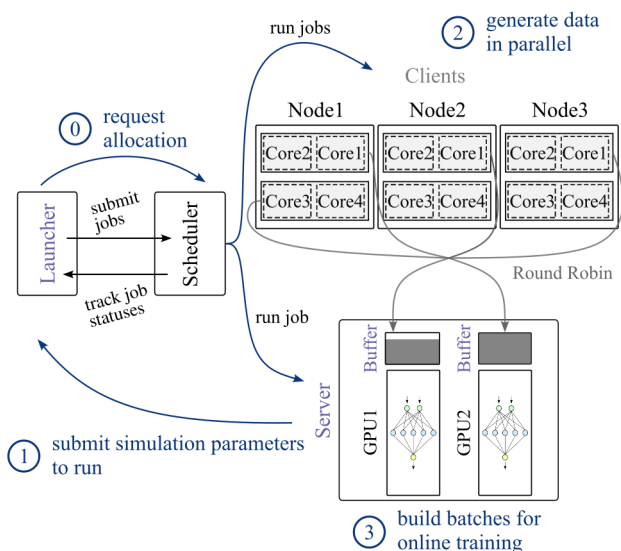 run jobs
2
generate data
in parallel
Clients
0
request
allocation
Node1 Node2 Node3
Core2 Core1 Core2 Core1 Core2 Core1
Core3 Core4 Core3 Core4 Core3 Core4
Launcher
submit
jobs
Scheduler
track job
statuses
Round Robin
run job
Server
Buffer
Buffer
GPU1
GPU2
1
submit simulation parameters
to run
3
build batches for
online training